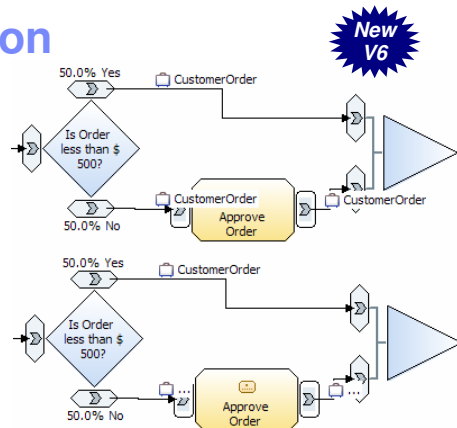 on
New
V6
50.0% Yes
CustomerOrder
Is Order
less than $
500?
CustomerOrder
CustomerOrder
Approve
Order
50.0% No
50.0% Yes
CustomerOrder
Is Order
less than $
500?
...
...
Approve
Order
50.0% No